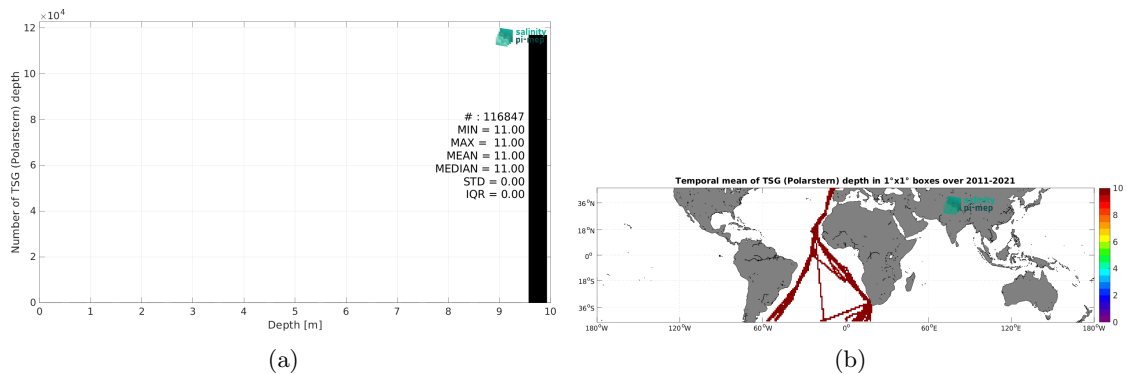 ×10⁴
12
10
8
6
4
2
0
Number of TSG (Polarstern) depth
salinity
pi-mep
# : 116847
MIN = 11.00
MAX = 11.00
MEAN = 11.00
MEDIAN = 11.00
STD = 0.00
IQR = 0.00
0 1 2 3 4 5 6 7 8 9 10
Depth [m]
(a)
Temporal mean of TSG (Polarstern) depth in 1°x1° boxes over 2011-2021
salinity
pi-mep
36°N
18°N
0°
18°S
36°S
180°W 120°W 60°W 0° 60°E 120°E 180°W
10
8
6
4
2
0
(b)